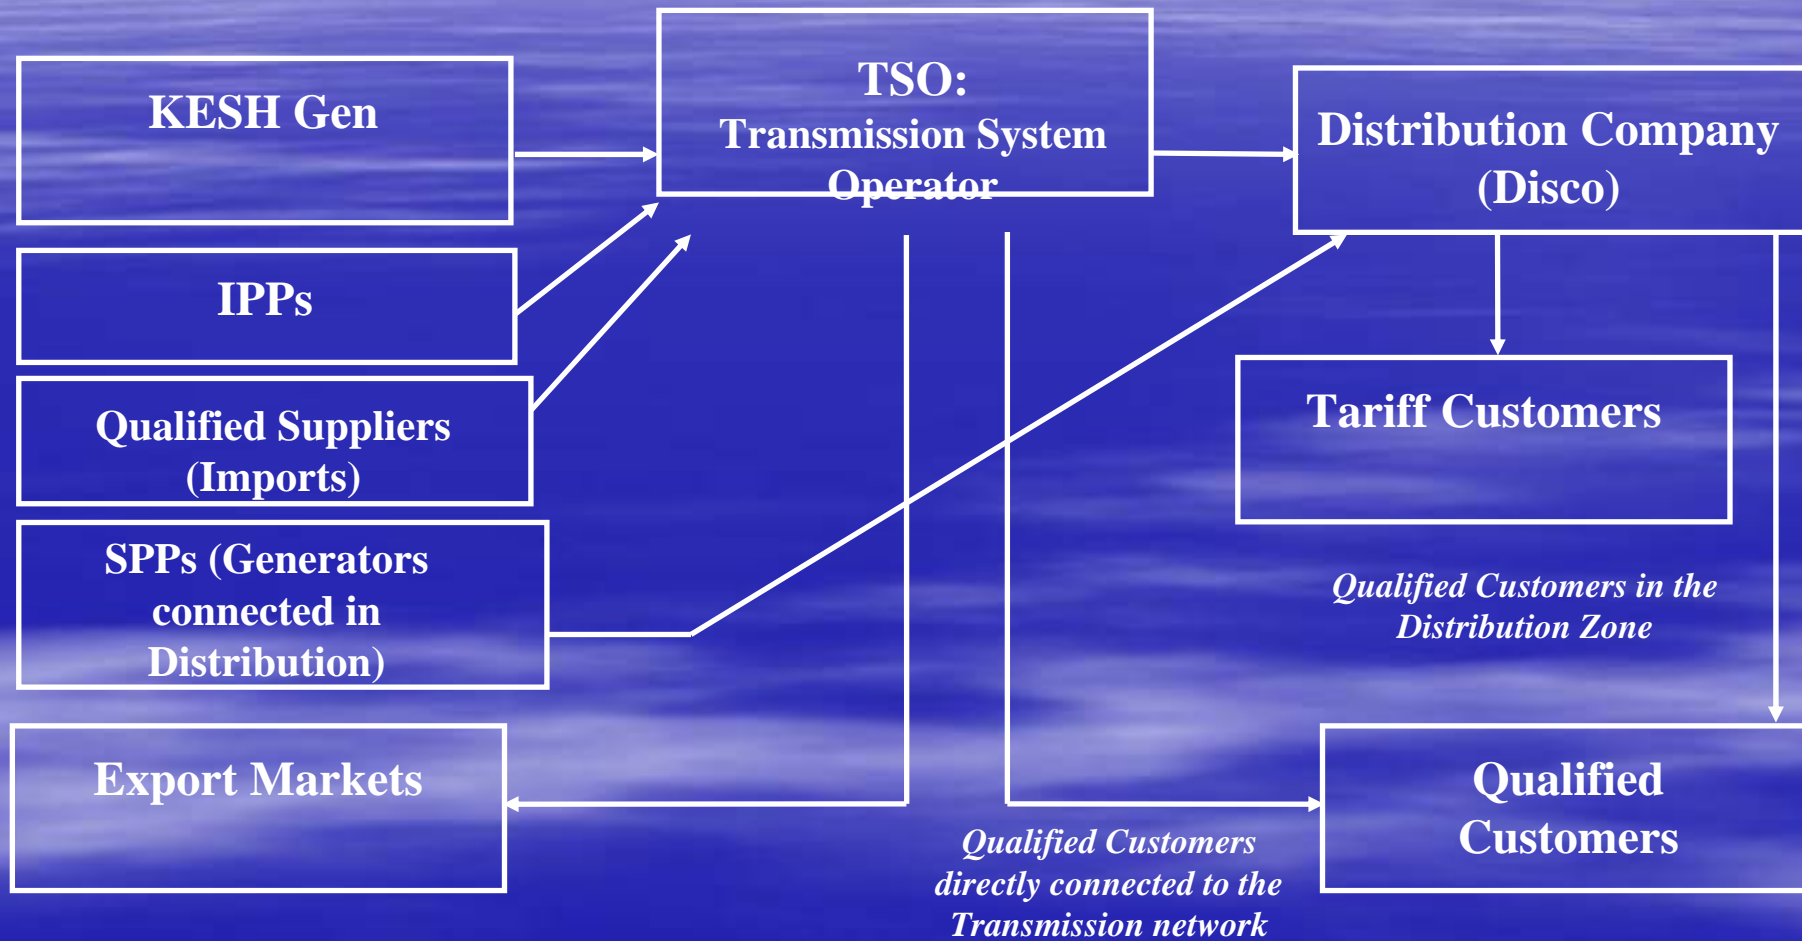 KESH Gen
IPPs
Qualified Suppliers
(Imports)
SPPs (Generators
connected in
Distribution)
Export Markets
TSO:
Transmission System
Operator
Distribution Company
(Disco)
Tariff Customers
Qualified Customers in the
Distribution Zone
Qualified
Customers
Qualified Customers
directly connected to the
Transmission network